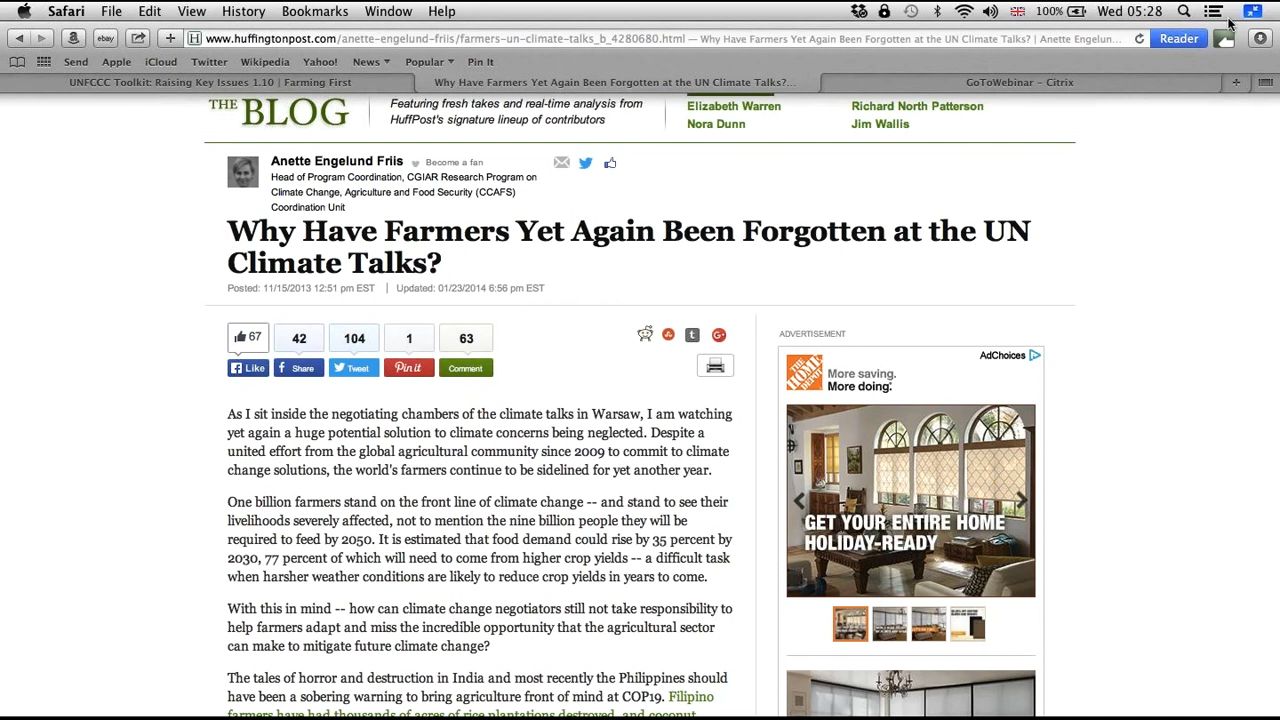 Safari File Edit View History Bookmarks Window Help 100% Wed 05:28
ebay www.huffingtonpost.com/anette-engelund-friis/farmers-un-climate-talks_b_4280680.html — Why Have Farmers Yet Again Been Forgotten at the UN Climate Talks? | Anette Engelun... Reader
Send Apple iCloud Twitter Wikipedia Yahoo! News Popular Pin It
UNFCCC Toolkit: Raising Key Issues 1.10 | Farming First Why Have Farmers Yet Again Been Forgotten at the UN Climate Talks?... GoToWebinar - Citrix
THE BLOG
Featuring fresh takes and real-time analysis from
HuffPost's signature lineup of contributors
Elizabeth Warren Richard North Patterson
Nora Dunn Jim Wallis
Anette Engelund Friis Become a fan
Head of Program Coordination, CGIAR Research Program on
Climate Change, Agriculture and Food Security (CCAFS)
Coordination Unit
Why Have Farmers Yet Again Been Forgotten at the UN
Climate Talks?
Posted: 11/15/2013 12:51 pm EST | Updated: 01/23/2014 6:56 pm EST
67 42 104 1 63
Like Share Tweet Pin it Comment
As I sit inside the negotiating chambers of the climate talks in Warsaw, I am watching
yet again a huge potential solution to climate concerns being neglected. Despite a
united effort from the global agricultural community since 2009 to commit to climate
change solutions, the world's farmers continue to be sidelined for yet another year.
One billion farmers stand on the front line of climate change -- and stand to see their
livelihoods severely affected, not to mention the nine billion people they will be
required to feed by 2050. It is estimated that food demand could rise by 35 percent by
2030, 77 percent of which will need to come from higher crop yields -- a difficult task
when harsher weather conditions are likely to reduce crop yields in years to come.
With this in mind -- how can climate change negotiators still not take responsibility to
help farmers adapt and miss the incredible opportunity that the agricultural sector
can make to mitigate future climate change?
The tales of horror and destruction in India and most recently the Philippines should
have been a sobering warning to bring agriculture front of mind at COP19. Filipino
farmers have had thousands of acres of rice plantations destroyed, and coconut
ADVERTISEMENT
AdChoices
THE HOME DEPOT
More saving.
More doing.
GET YOUR ENTIRE HOME
HOLIDAY-READY